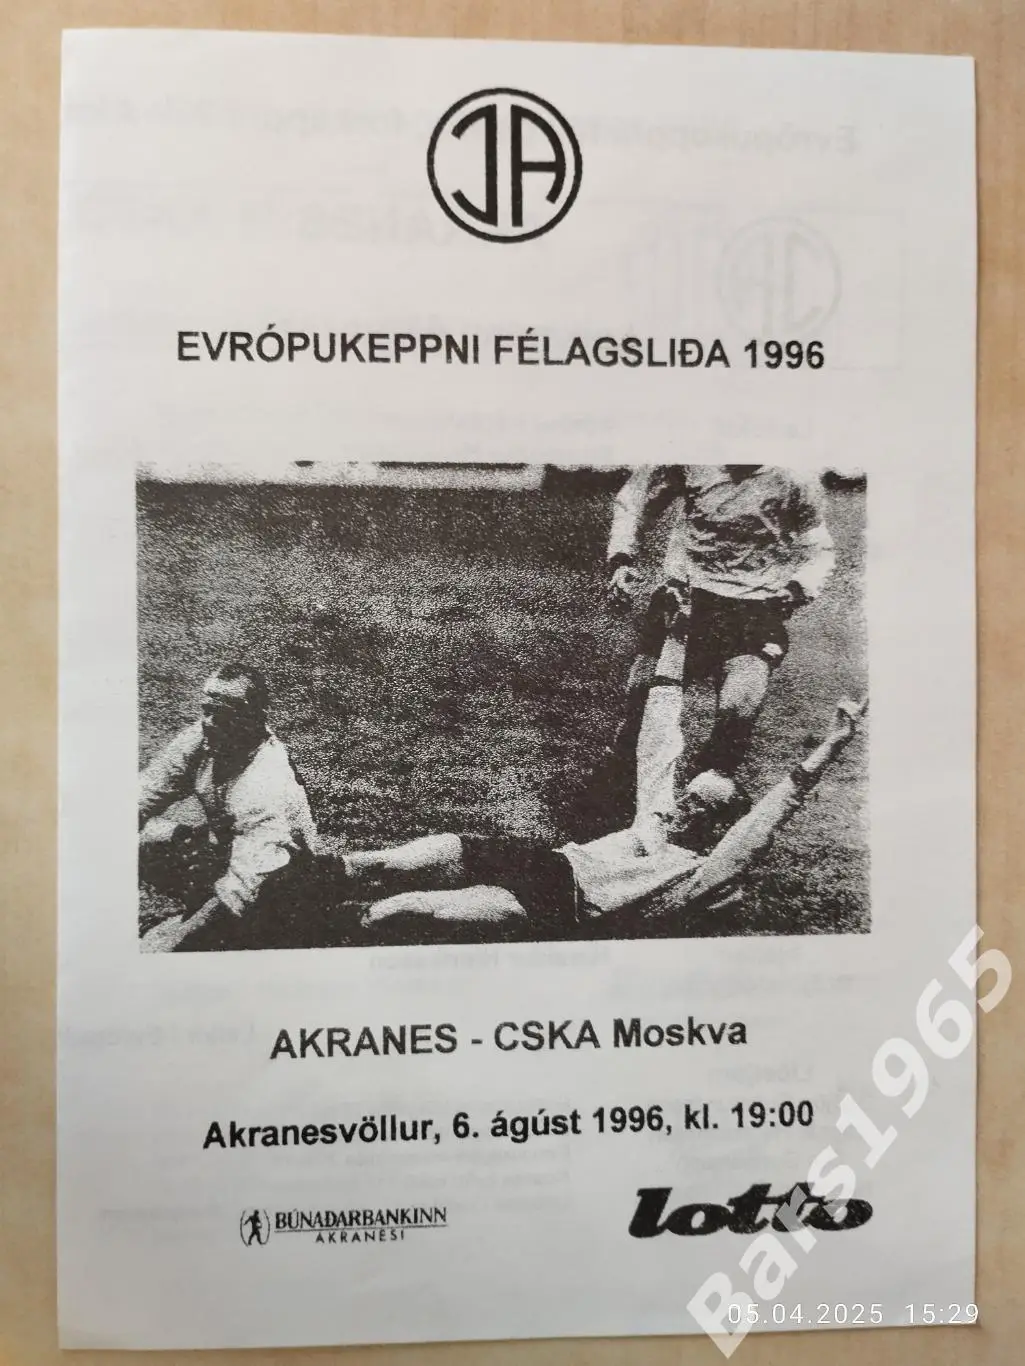 JA
EVRÓPUKEPPNI FÉLAGSLIÐA 1996
AKRANES - CSKA Moskva
Akranesvöllur, 6. ágúst 1996, kl. 19:00
BÚNAÐARBANKINN
AKRANESI
lotto
Bars1965
05.04.2025 15:29